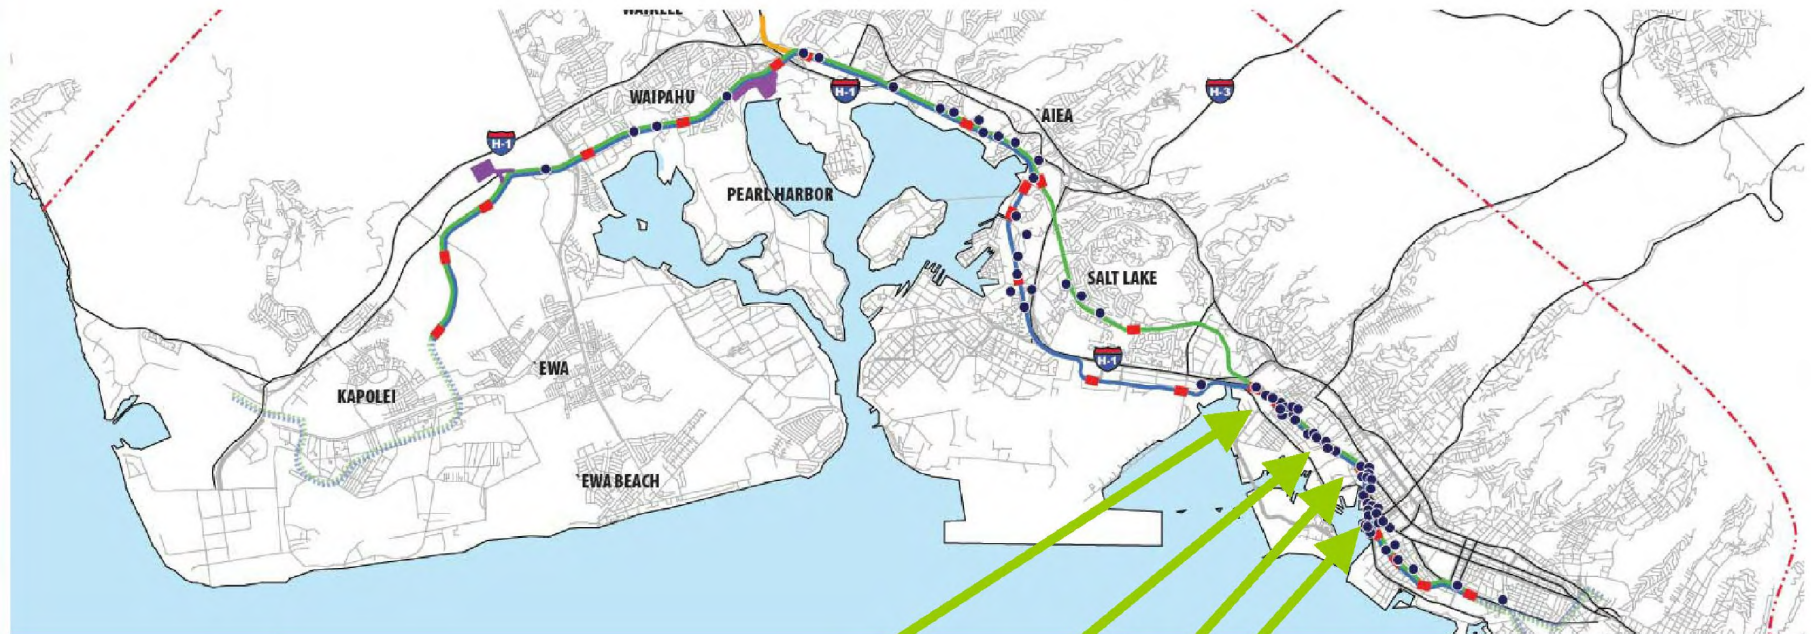 WAIPAHU
H-1
H-3
AIEA
H-1
PEARL HARBOR
SALT LAKE
H-1
EWA
KAPOLEI
EWA BEACH